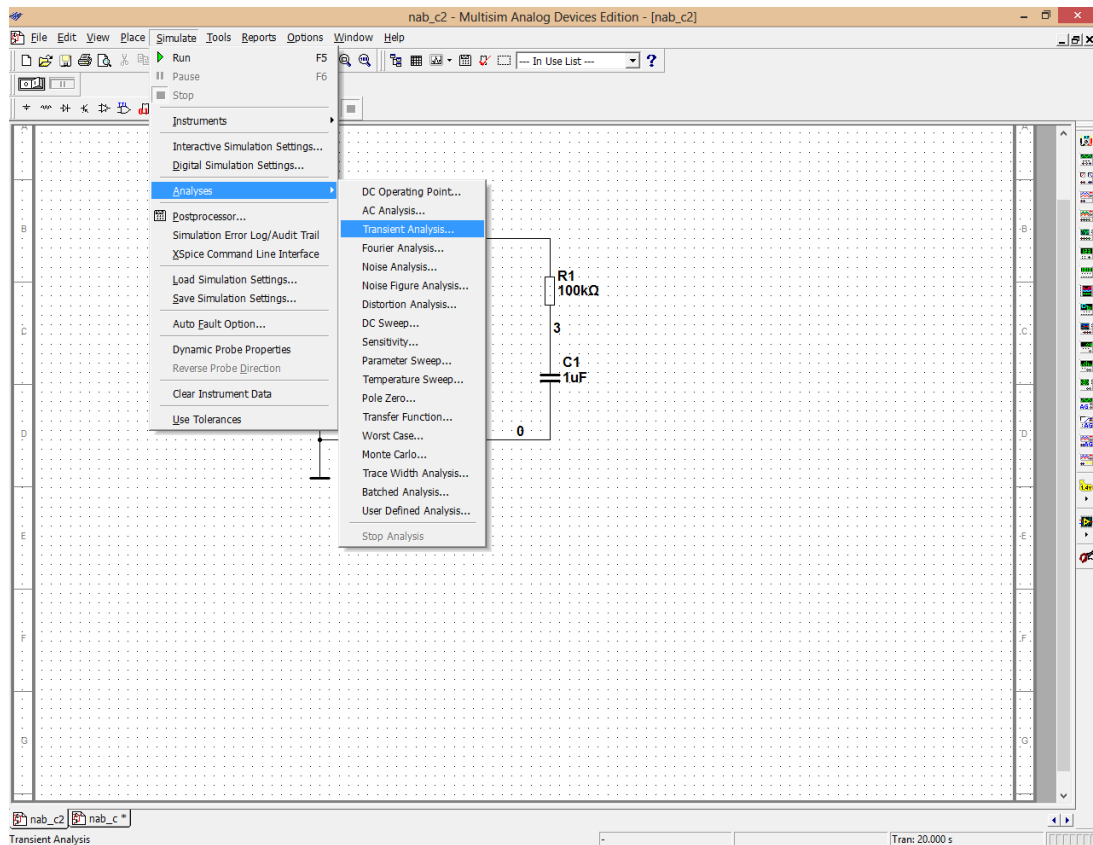 nab_c2 - Multisim Analog Devices Edition - [nab_c2]
File Edit View Place Simulate Tools Reports Options Window Help
--- In Use List --- ?
Run F5
Pause F6
Stop
Instruments
Interactive Simulation Settings...
Digital Simulation Settings...
Analyses
Postprocessor...
Simulation Error Log/Audit Trail
XSpice Command Line Interface
Load Simulation Settings...
Save Simulation Settings...
Auto Fault Option...
Dynamic Probe Properties
Reverse Probe Direction
Clear Instrument Data
Use Tolerances
DC Operating Point...
AC Analysis...
Transient Analysis...
Fourier Analysis...
Noise Analysis...
Noise Figure Analysis...
Distortion Analysis...
DC Sweep...
Sensitivity...
Parameter Sweep...
Temperature Sweep...
Pole Zero...
Transfer Function...
Worst Case...
Monte Carlo...
Trace Width Analysis...
Batched Analysis...
User Defined Analysis...
Stop Analysis
R1
100kΩ
3
C1
1uF
0
A A
B B
C C
D D
E E
F F
G G
nab_c2 nab_c *
Transient Analysis - Tran: 20.000 s